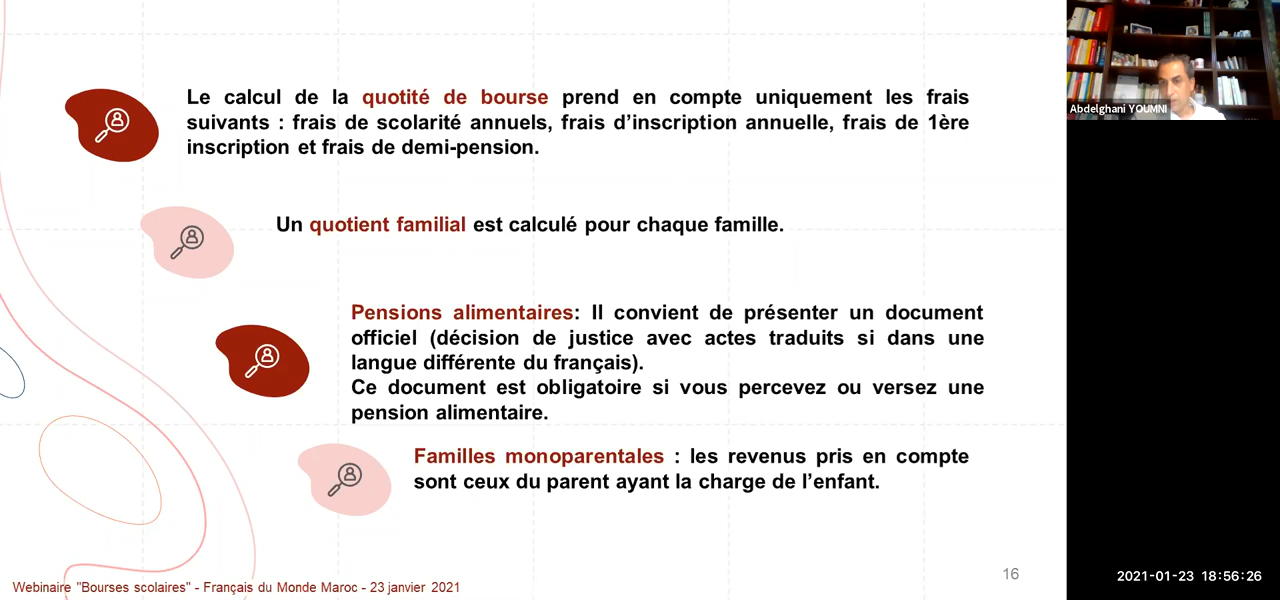 Le calcul de la quotité de bourse prend en compte uniquement les frais
suivants : frais de scolarité annuels, frais d'inscription annuelle, frais de 1ère
inscription et frais de demi-pension.
Un quotient familial est calculé pour chaque famille.
Pensions alimentaires: Il convient de présenter un document
officiel (décision de justice avec actes traduits si dans une
langue différente du français).
Ce document est obligatoire si vous percevez ou versez une
pension alimentaire.
Familles monoparentales : les revenus pris en compte
sont ceux du parent ayant la charge de l'enfant.
16
Webinaire "Bourses scolaires" - Français du Monde Maroc - 23 janvier 2021
Abdelghani YOUMNI
2021-01-23 18:56:26